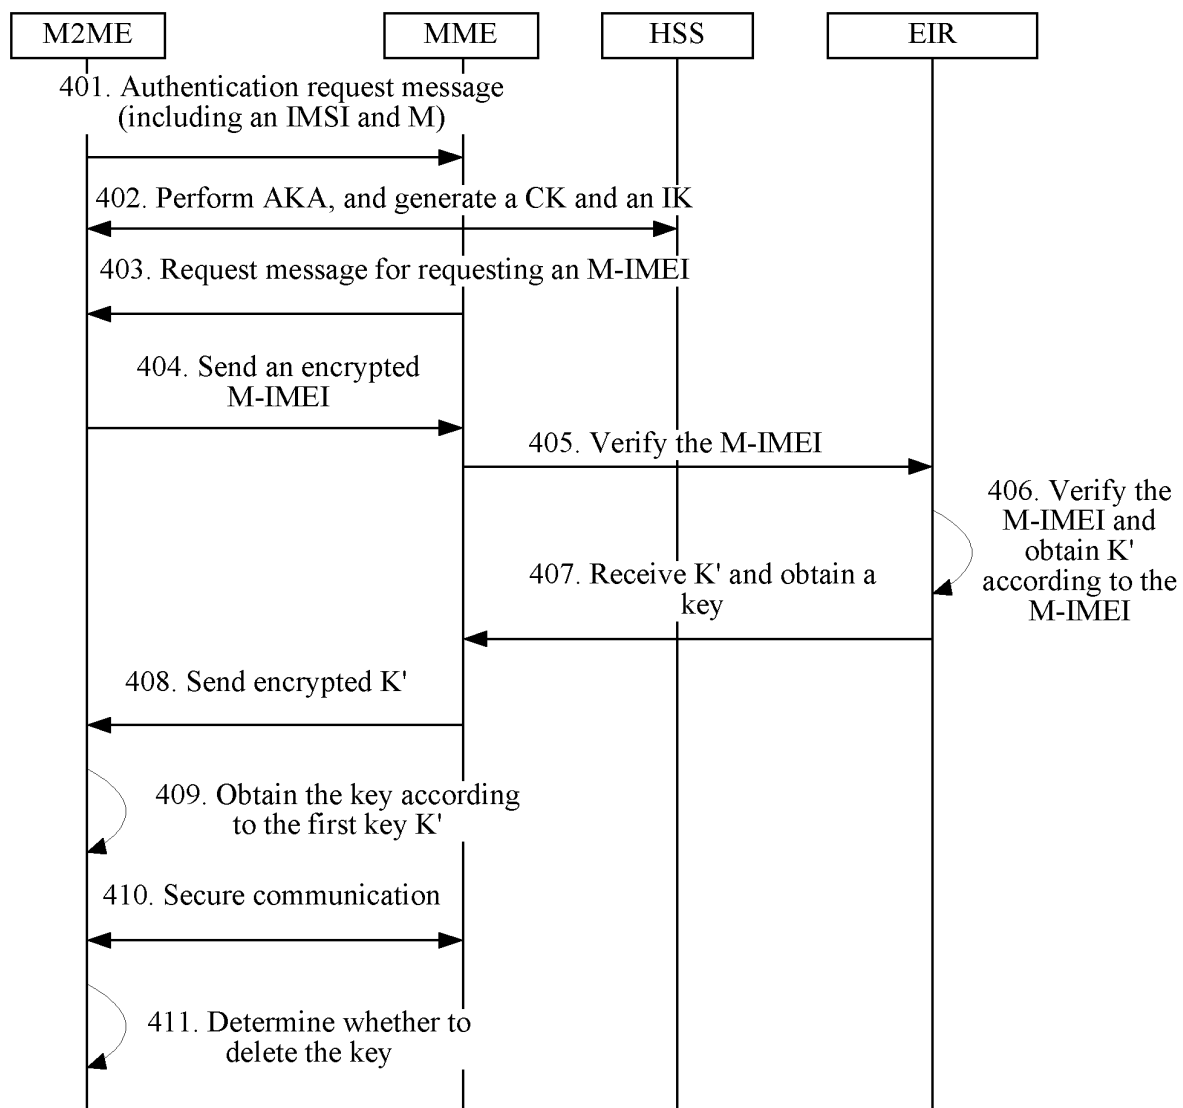 M2ME
MME
HSS
EIR
401. Authentication request message
(including an IMSI and M)
402. Perform AKA, and generate a CK and an IK
403. Request message for requesting an M-IMEI
404. Send an encrypted
M-IMEI
405. Verify the M-IMEI
406. Verify the
M-IMEI and
obtain K'
according to the
M-IMEI
407. Receive K' and obtain a
key
408. Send encrypted K'
409. Obtain the key according
to the first key K'
410. Secure communication
411. Determine whether to
delete the key